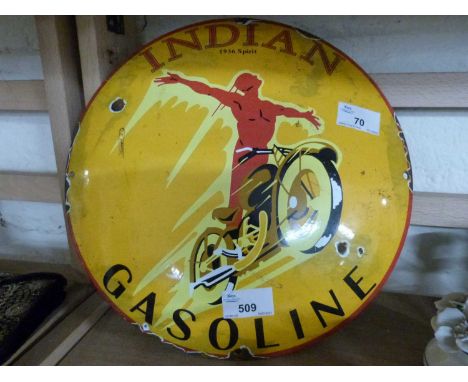 INDIAN
1936 Spirit
70
GASOLINE
509